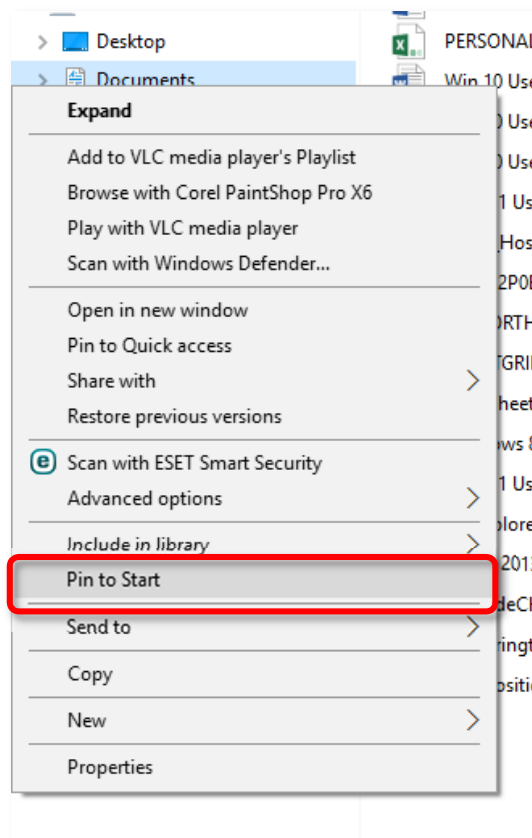 Desktop
Documents
Expand
Add to VLC media player's Playlist
Browse with Corel PaintShop Pro X6
Play with VLC media player
Scan with Windows Defender...
Open in new window
Pin to Quick access
Share with
Restore previous versions
Scan with ESET Smart Security
Advanced options
Include in library
Pin to Start
Send to
Copy
New
Properties
PERSONAL
Win 10 Use